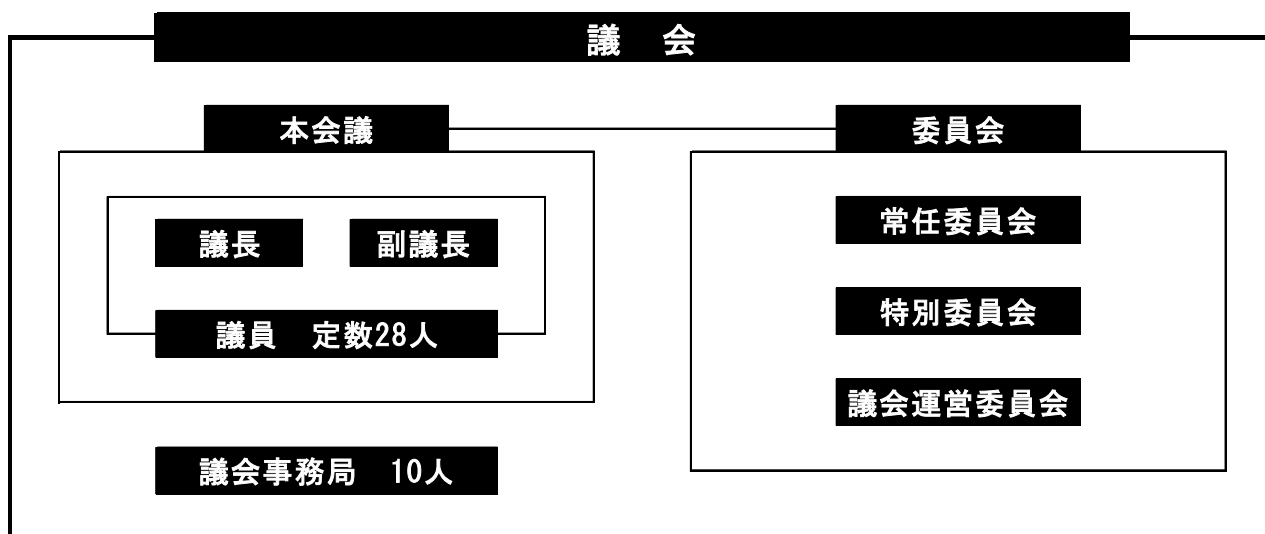 議　会
本会議
委員会
議長
副議長
議員　定数28人
議会事務局　10人
常任委員会
特別委員会
議会運営委員会